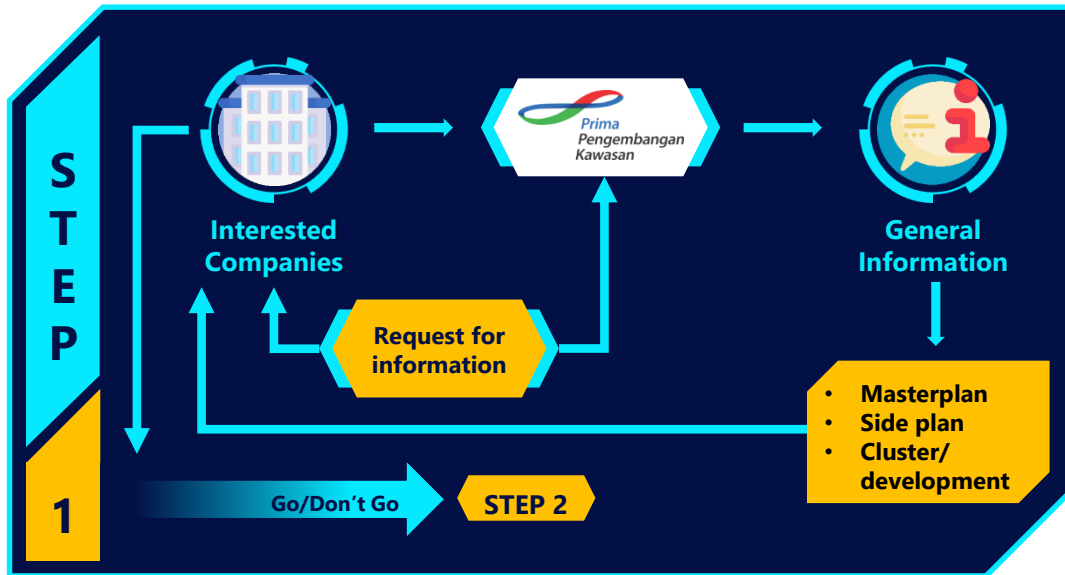 STEP
1
Interested
Companies
Prima
Pengembangan
Kawasan
General
Information
Request for
information
• Masterplan
• Side plan
• Cluster/
development
Go/Don’t Go
STEP 2